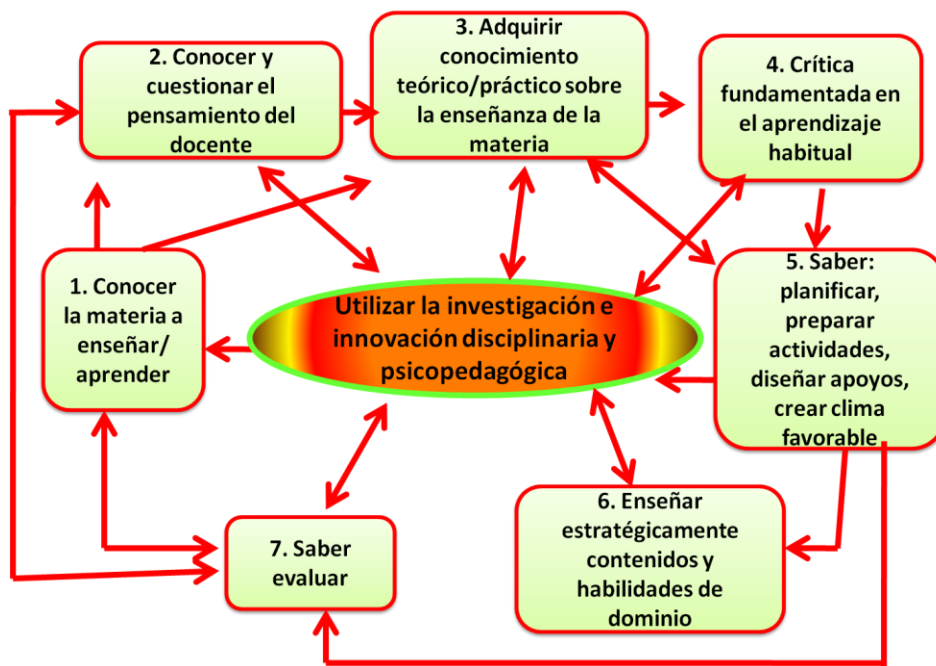 1. Conocer
la materia a
enseñar/
aprender
2. Conocer y
cuestionar el
pensamiento del
docente
3. Adquirir
conocimiento
teórico/práctico sobre
la enseñanza de la
materia
4. Crítica
fundamentada en
el aprendizaje
habitual
5. Saber:
planificar,
preparar
actividades,
diseñar apoyos,
crear clima
favorable
6. Enseñar
estratégicamente
contenidos y
habilidades de
dominio
7. Saber
evaluar
Utilizar la investigación e
innovación disciplinaria y
psicopedagógica